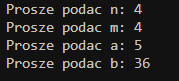 Prosze podac n: 4
Prosze podac m: 4
Prosze podac a: 5
Prosze podac b: 36